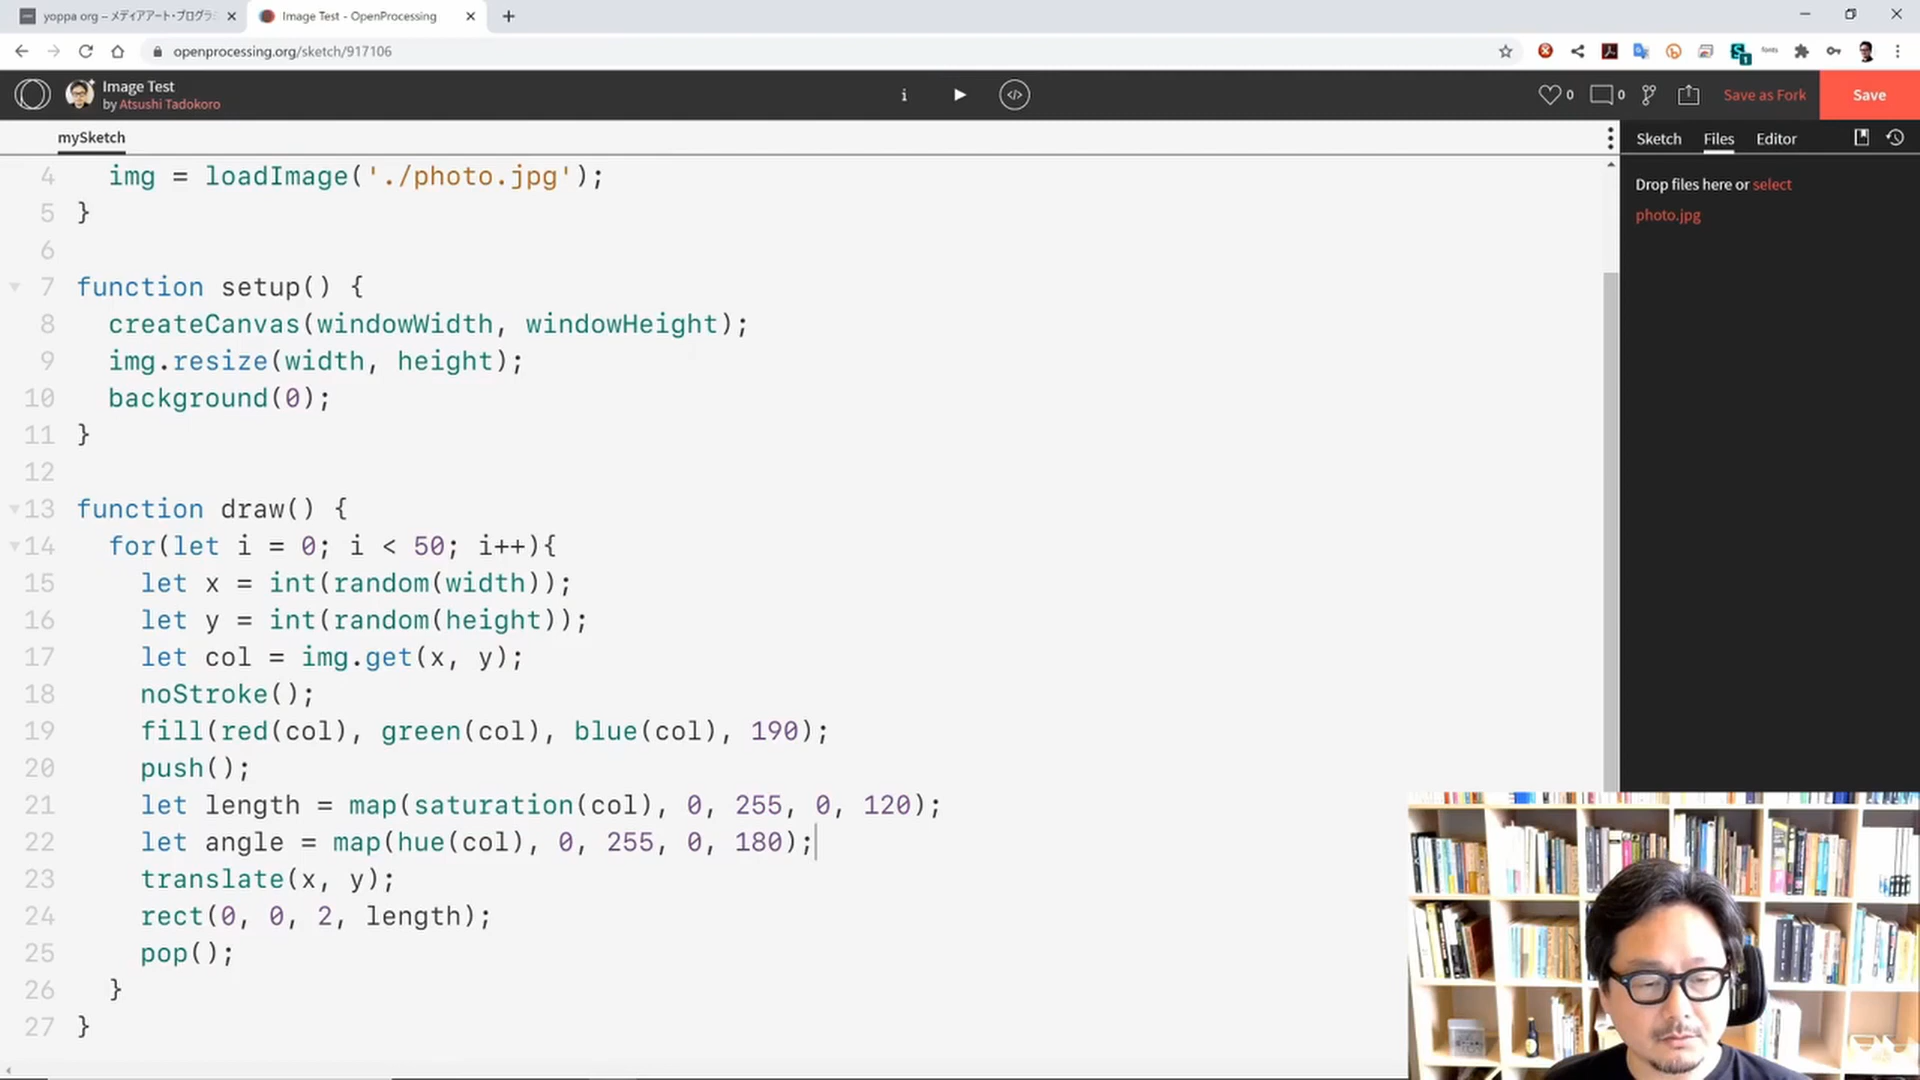 yoppa org – メディアアート・プログラミ
Image Test - OpenProcessing
openprocessing.org/sketch/917106
fonts
1
Image Test
by Atsushi Tadokoro
i
0
0
Save as Fork
Save
mySketch
Sketch
Files
Editor
Drop files here or select
photo.jpg
4 img = loadImage('./photo.jpg');
5 }
6
7 function setup() {
8 createCanvas(windowWidth, windowHeight);
9 img.resize(width, height);
10 background(0);
11 }
12
13 function draw() {
14 for(let i = 0; i < 50; i++){
15 let x = int(random(width));
16 let y = int(random(height));
17 let col = img.get(x, y);
18 noStroke();
19 fill(red(col), green(col), blue(col), 190);
20 push();
21 let length = map(saturation(col), 0, 255, 0, 120);
22 let angle = map(hue(col), 0, 255, 0, 180);
23 translate(x, y);
24 rect(0, 0, 2, length);
25 pop();
26 }
27 }